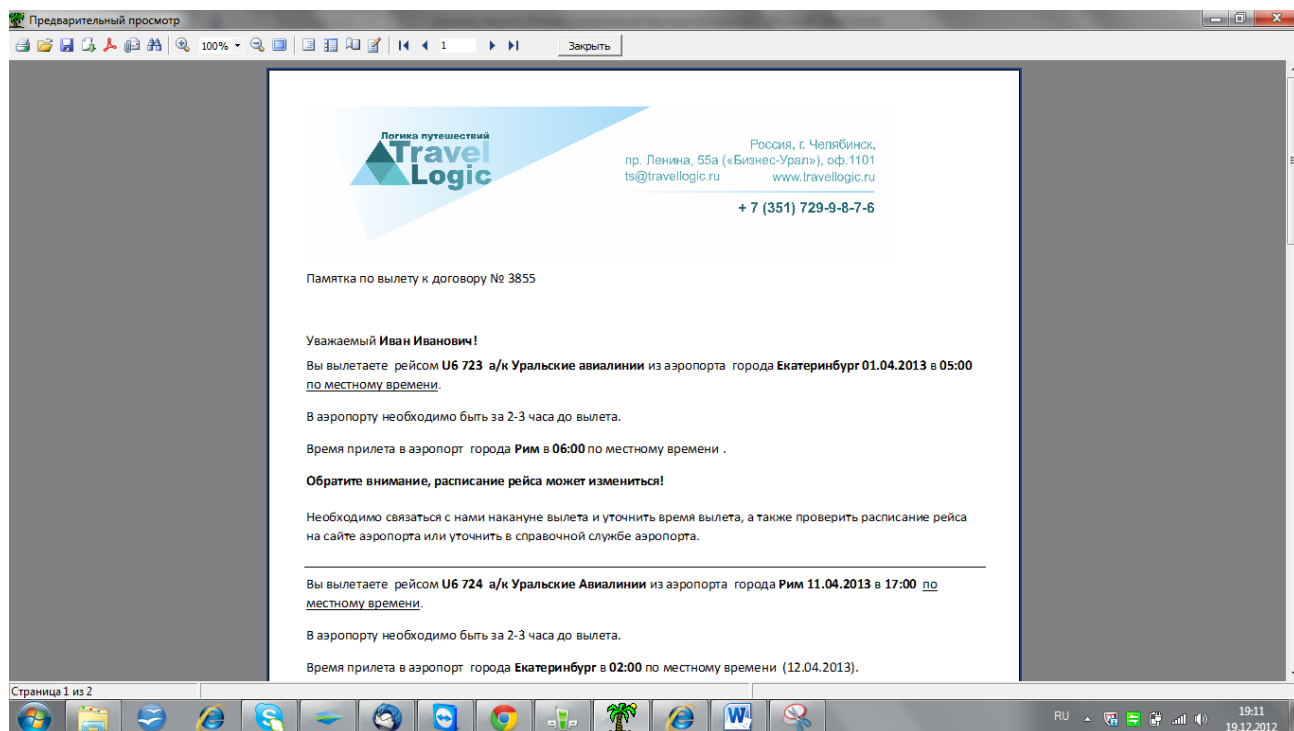 Предварительный просмотр
100%
1
Закрыть
Логика путешествий
Travel
Logic
Россия, г. Челябинск,
пр. Ленина, 55а («Бизнес-Урал»), оф.1101
ts@travellogic.ru www.travellogic.ru
+ 7 (351) 729-9-8-7-6
Памятка по вылету к договору № 3855
Уважаемый Иван Иванович!
Вы вылетаете рейсом U6 723 а/к Уральские авиалинии из аэропорта города Екатеринбург 01.04.2013 в 05:00
по местному времени.
В аэропорту необходимо быть за 2-3 часа до вылета.
Время прилета в аэропорт города Рим в 06:00 по местному времени .
Обратите внимание, расписание рейса может измениться!
Необходимо связаться с нами накануне вылета и уточнить время вылета, а также проверить расписание рейса
на сайте аэропорта или уточнить в справочной службе аэропорта.
Вы вылетаете рейсом U6 724 а/к Уральские Авиалинии из аэропорта города Рим 11.04.2013 в 17:00 по
местному времени.
В аэропорту необходимо быть за 2-3 часа до вылета.
Время прилета в аэропорт города Екатеринбург в 02:00 по местному времени (12.04.2013).
Страница 1 из 2
RU
19:11
19.12.2012